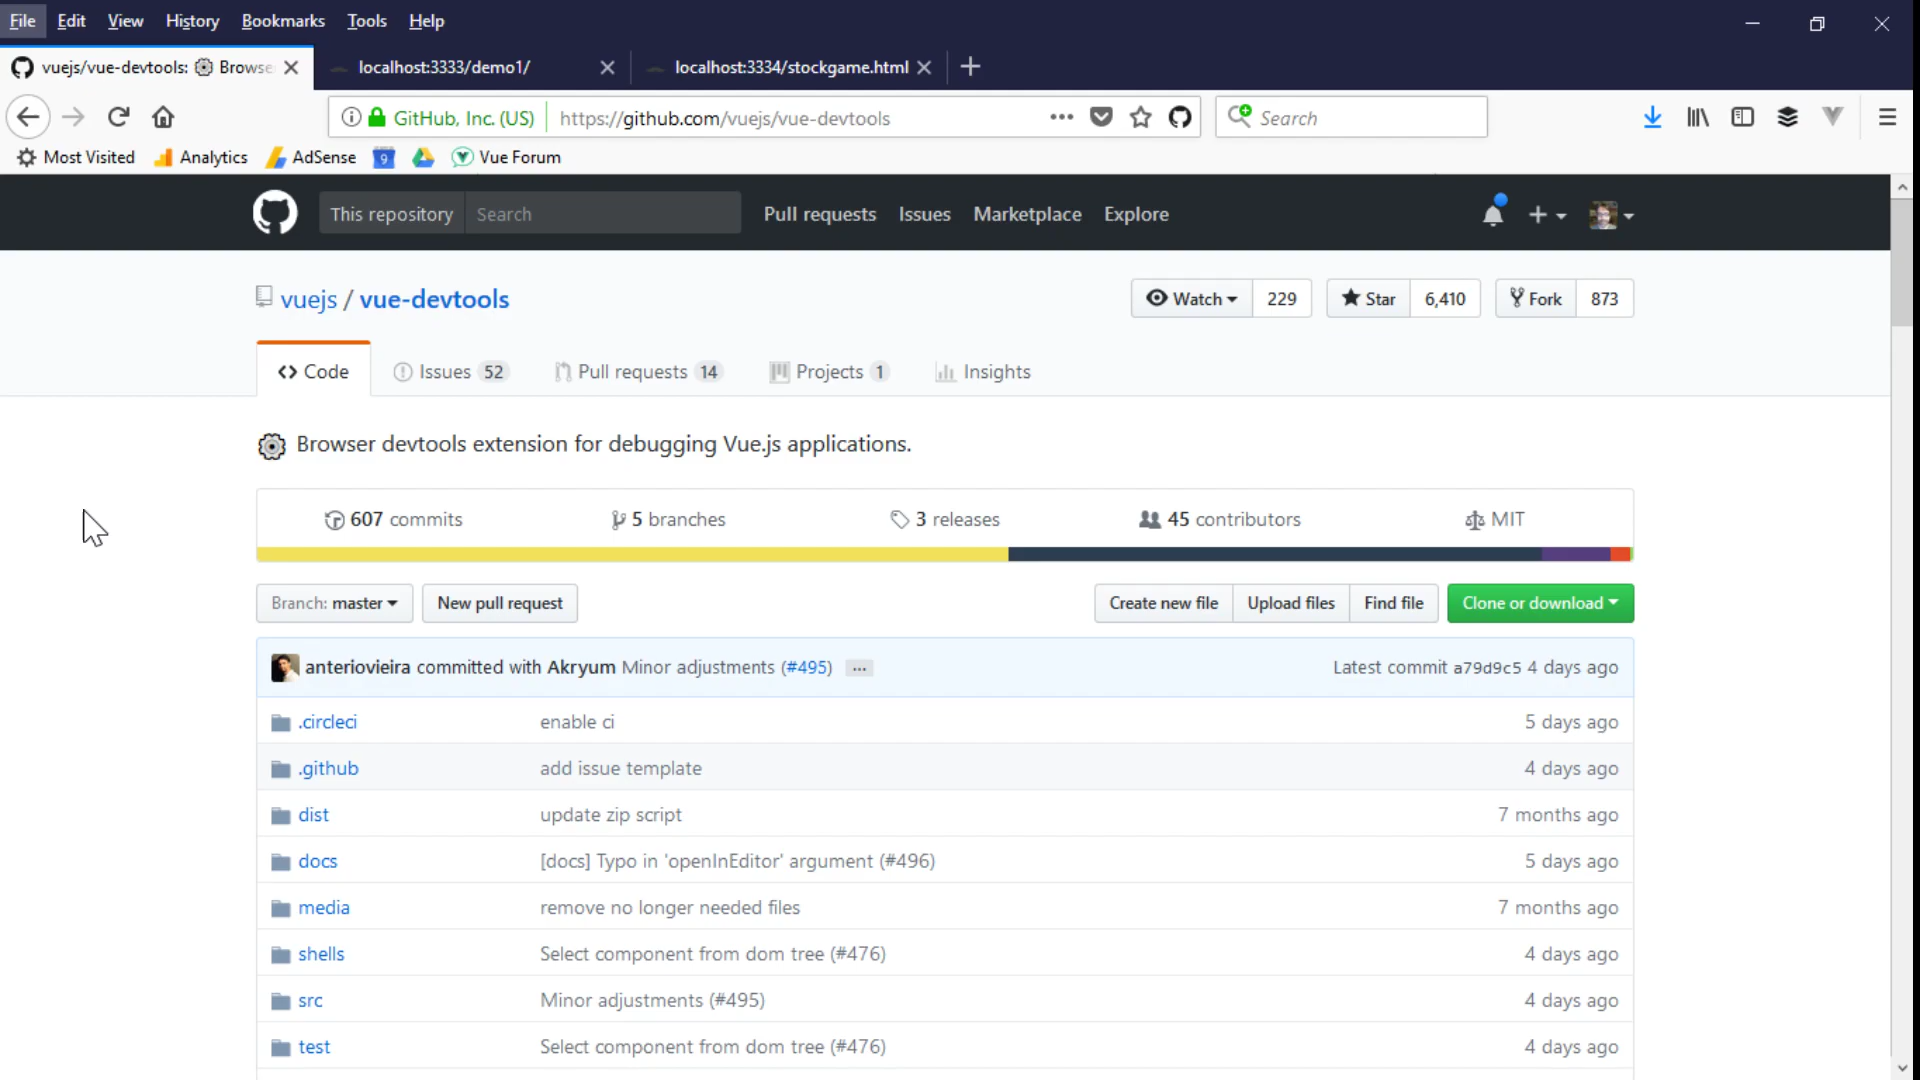 File Edit View History Bookmarks Tools Help
vuejs/vue-devtools: Browse localhost:3333/demo1/ localhost:3334/stockgame.html
GitHub, Inc. (US) https://github.com/vuejs/vue-devtools Search
Most Visited Analytics AdSense 9 Vue Forum
This repository Search Pull requests Issues Marketplace Explore
vuejs / vue-devtools Watch 229 Star 6,410 Fork 873
Code Issues 52 Pull requests 14 Projects 1 Insights
Browser devtools extension for debugging Vue.js applications.
607 commits 5 branches 3 releases 45 contributors MIT
Branch: master New pull request Create new file Upload files Find file Clone or download
anteriovieira committed with Akryum Minor adjustments (#495) ... Latest commit a79d9c5 4 days ago
.circleci enable ci 5 days ago
.github add issue template 4 days ago
dist update zip script 7 months ago
docs [docs] Typo in 'openInEditor' argument (#496) 5 days ago
media remove no longer needed files 7 months ago
shells Select component from dom tree (#476) 4 days ago
src Minor adjustments (#495) 4 days ago
test Select component from dom tree (#476) 4 days ago